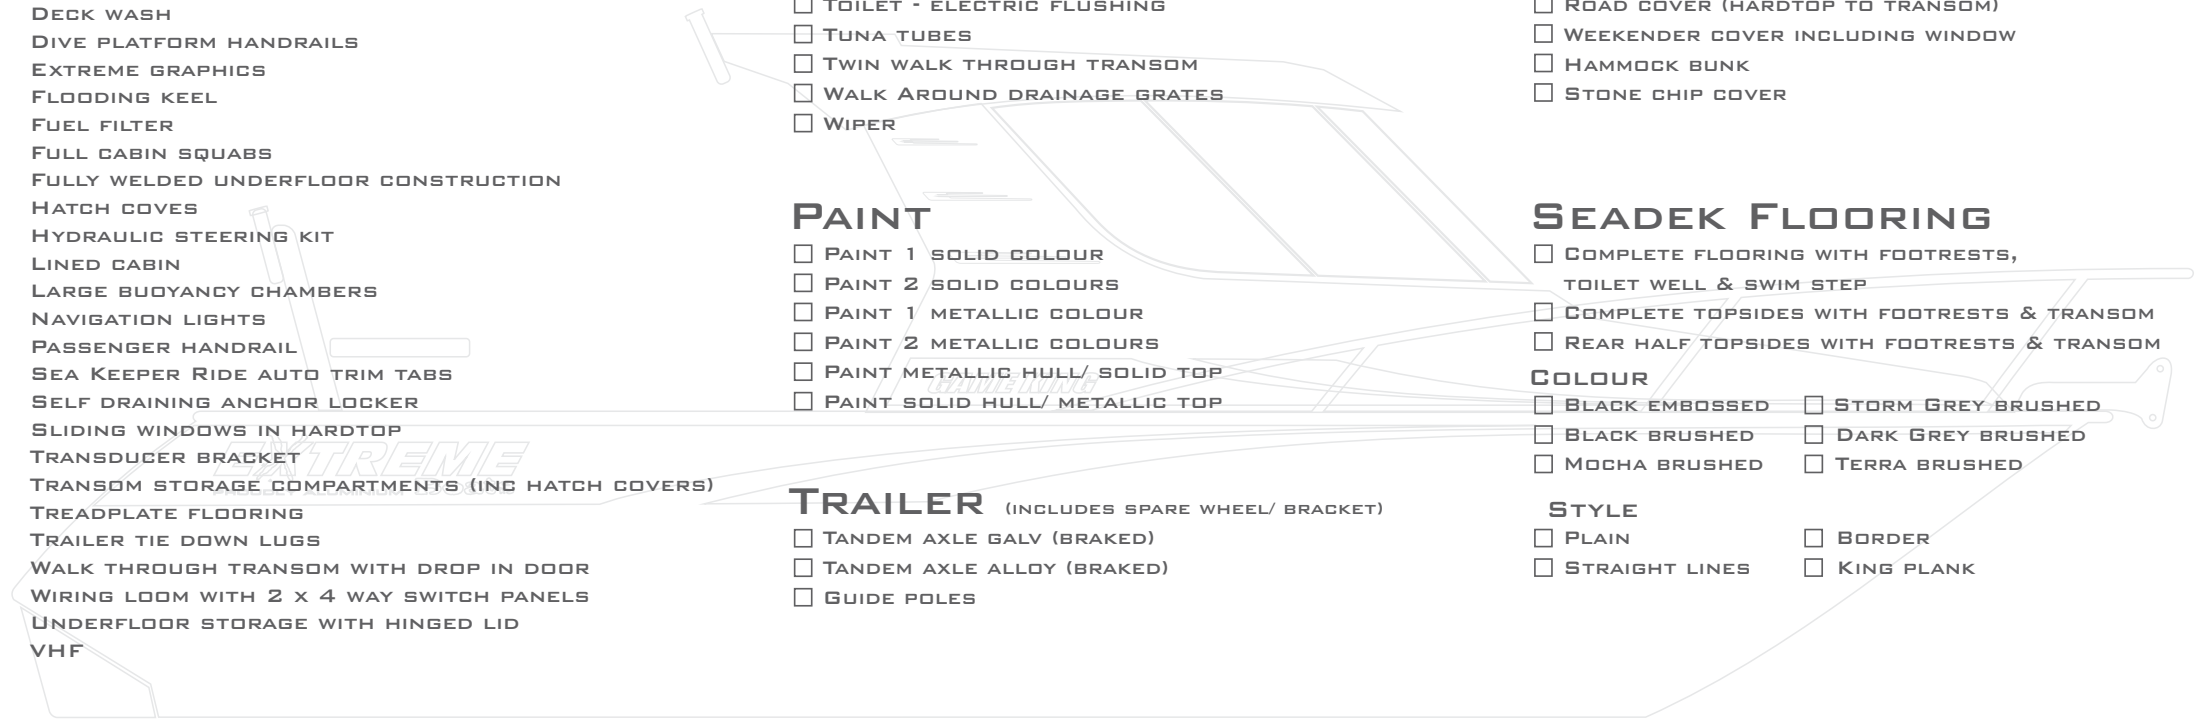 Deck wash
Dive platform handrails
Extreme graphics
Flooding keel
Fuel filter
Full cabin squabs
Fully welded underfloor construction
Hatch coves
Hydraulic steering kit
Lined cabin
Large buoyancy chambers
Navigation lights
Passenger handrail
Sea Keeper Ride auto trim tabs
Self draining anchor locker
Sliding windows in hardtop
Transducer bracket
Transom storage compartments (inc hatch covers)
Treadplate flooring
Trailer tie down lugs
Walk through transom with drop in door
Wiring loom with 2 x 4 way switch panels
Underfloor storage with hinged lid
VHF
EXTREME
Toilet - electric flushing
Tuna tubes
Twin walk through transom
Walk Around drainage grates
Wiper
Paint
Paint 1 solid colour
Paint 2 solid colours
Paint 1 metallic colour
Paint 2 metallic colours
Paint metallic hull/ solid top
Paint solid hull/ metallic top
GAME KING
Trailer (includes spare wheel/ bracket)
Tandem axle galv (braked)
Tandem axle alloy (braked)
Guide poles
Road cover (hardtop to transom)
Weekender cover including window
Hammock bunk
Stone chip cover
Seadek Flooring
Complete flooring with footrests,
toilet well & swim step
Complete topsides with footrests & transom
Rear half topsides with footrests & transom
Colour
Black embossed Storm Grey brushed
Black brushed Dark Grey brushed
Mocha brushed Terra brushed
Style
Plain Border
Straight lines King plank